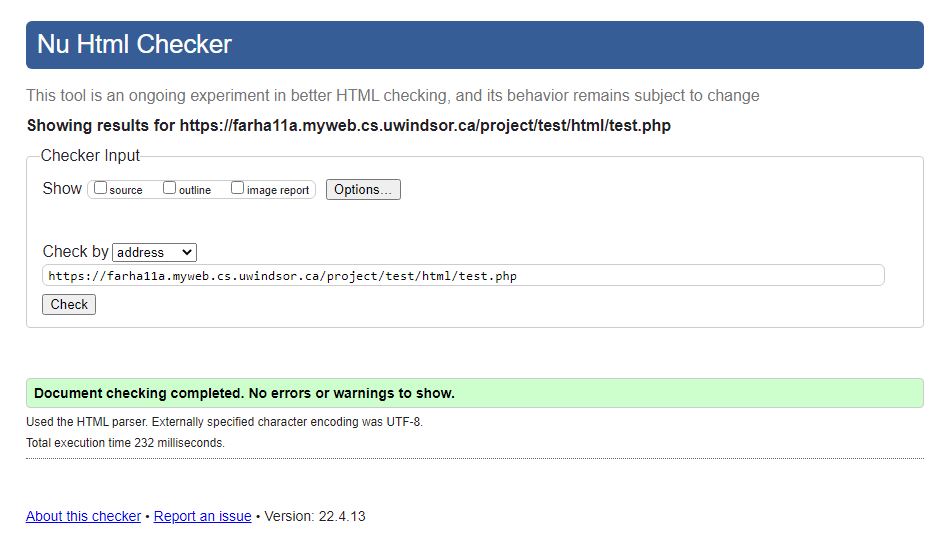 Nu Html Checker
This tool is an ongoing experiment in better HTML checking, and its behavior remains subject to change
Showing results for https://farha11a.myweb.cs.uwindsor.ca/project/test/html/test.php
Checker Input
Show source outline image report Options...
Check by address
https://farha11a.myweb.cs.uwindsor.ca/project/test/html/test.php
Check
Document checking completed. No errors or warnings to show.
Used the HTML parser. Externally specified character encoding was UTF-8.
Total execution time 232 milliseconds.
About this checker • Report an issue • Version: 22.4.13